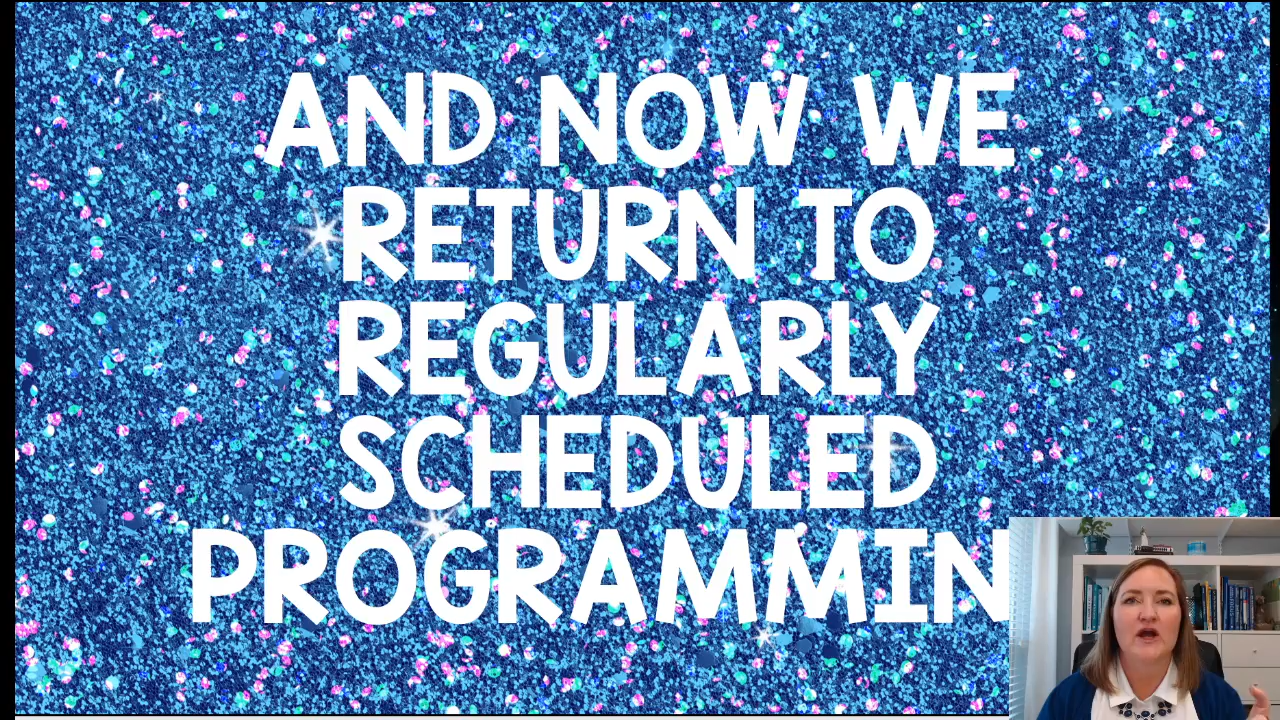 AND NOW WE
RETURN TO
REGULARLY
SCHEDULED
PROGRAMMIN